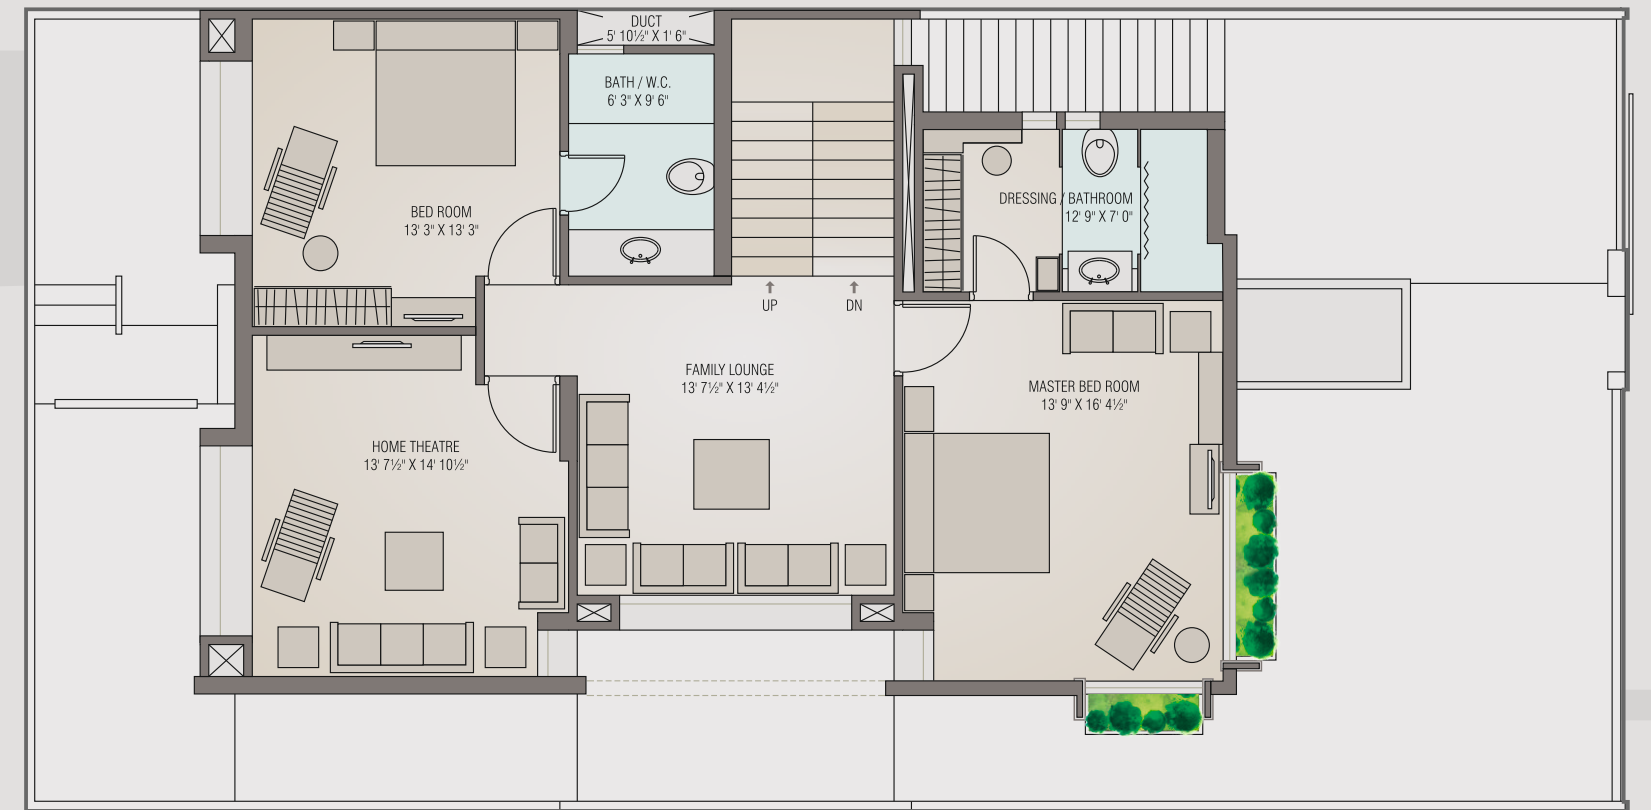 DUCT
5' 10½" X 1' 6"
BATH / W.C.
6' 3" X 9' 6"
BED ROOM
13' 3" X 13' 3"
DRESSING / BATHROOM
12' 9" X 7' 0"
UP
DN
FAMILY LOUNGE
13' 7½" X 13' 4½"
MASTER BED ROOM
13' 9" X 16' 4½"
HOME THEATRE
13' 7½" X 14' 10½"